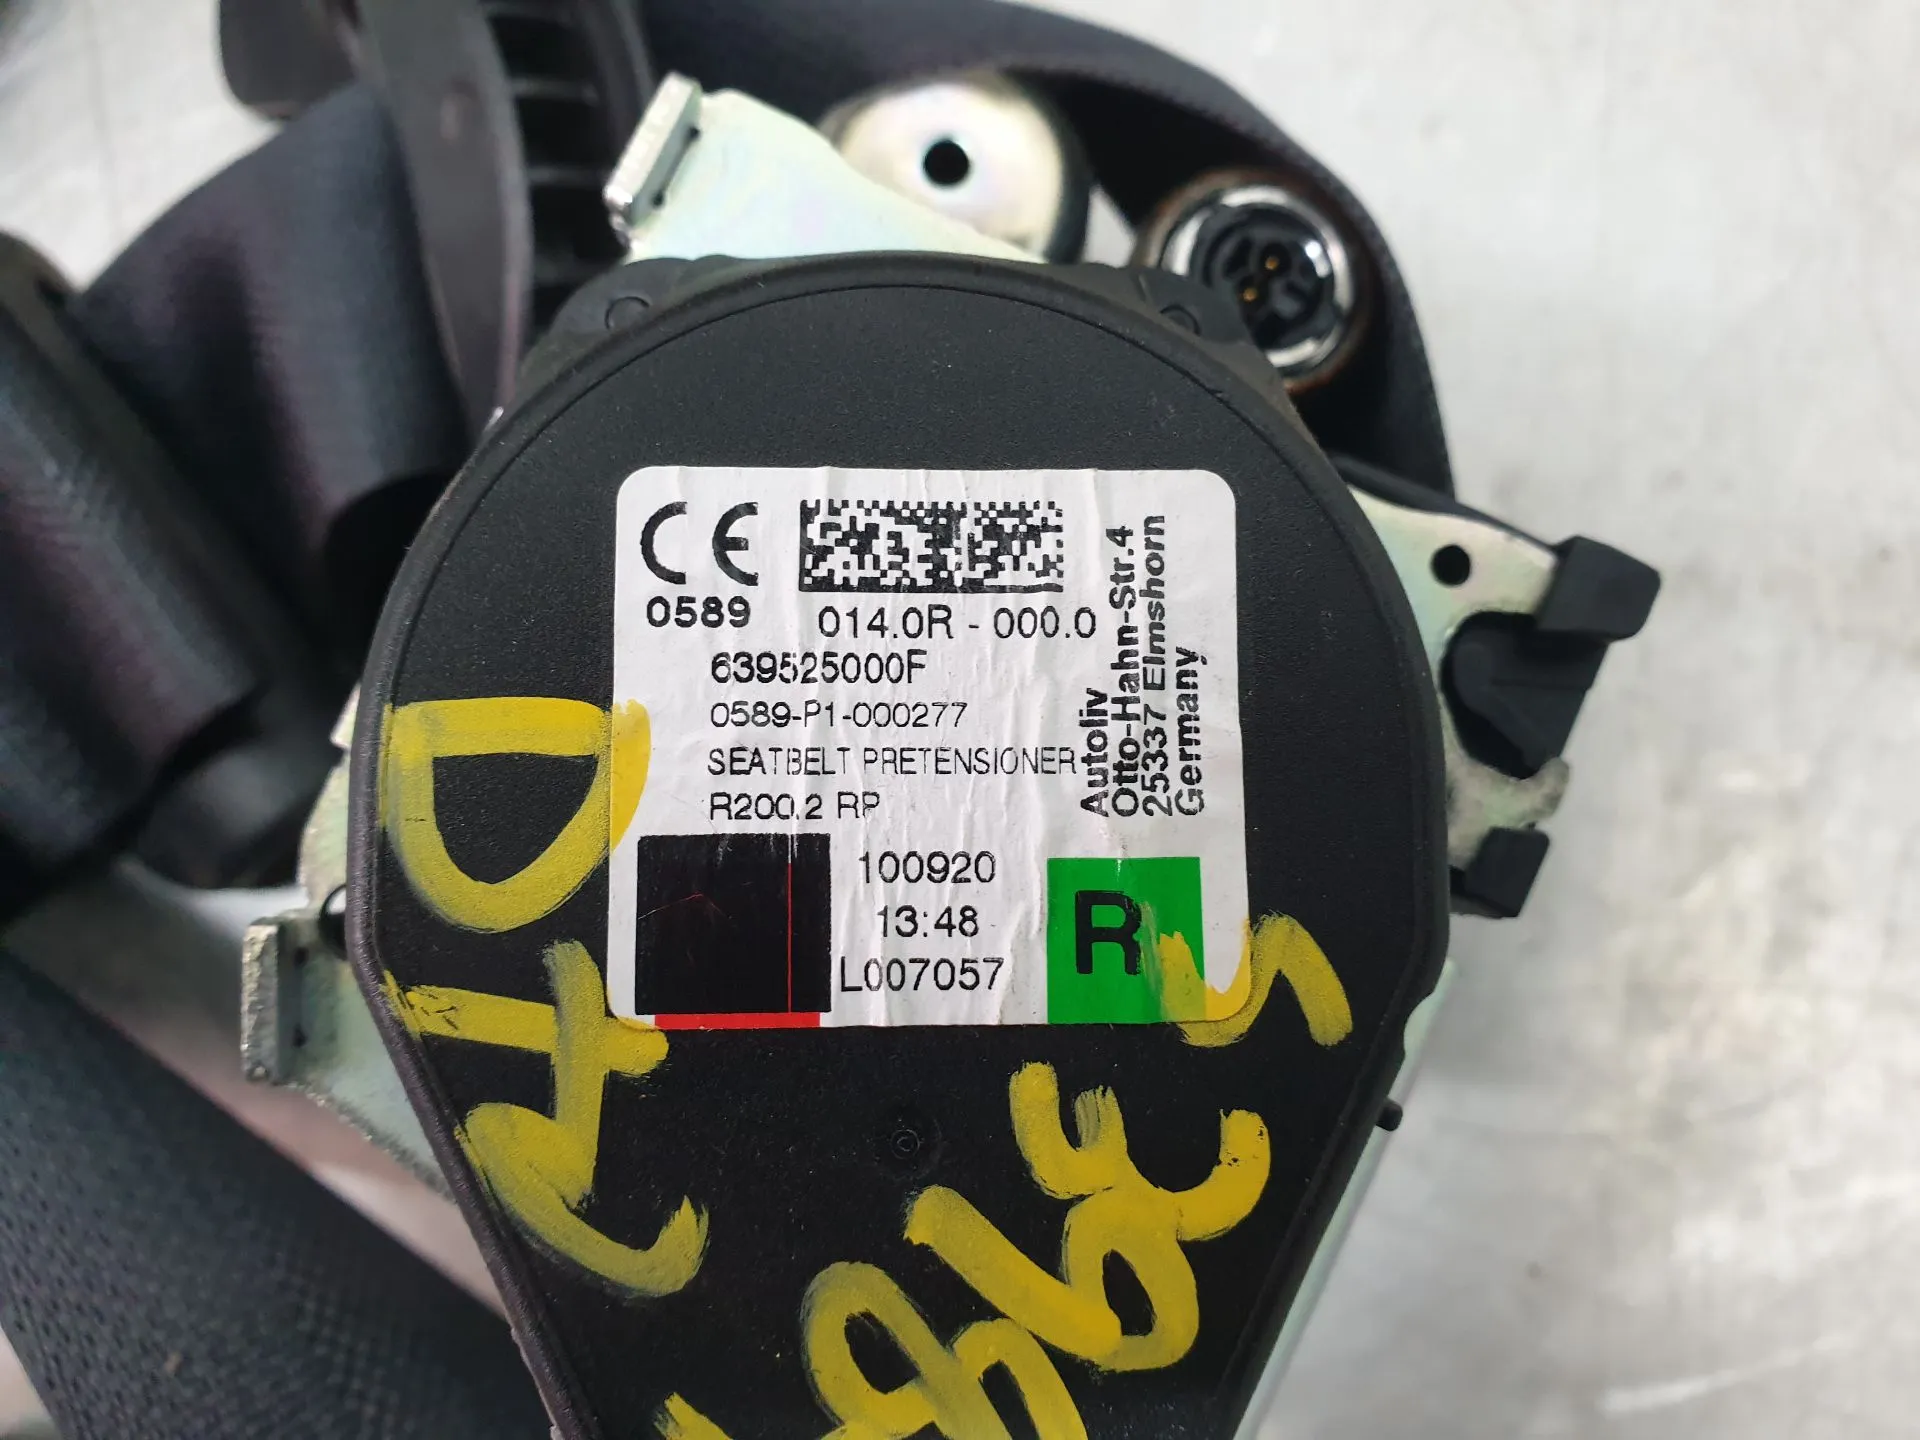 CE
0589
014.0R - 000.0
639525000F
0589-P1-000277
SEATBELT PRETENSIONER
R200.2 RP
100920
13:48
L007057
R
Autoliv
Otto-Hahn-Str.4
25337 Elmshorn
Germany